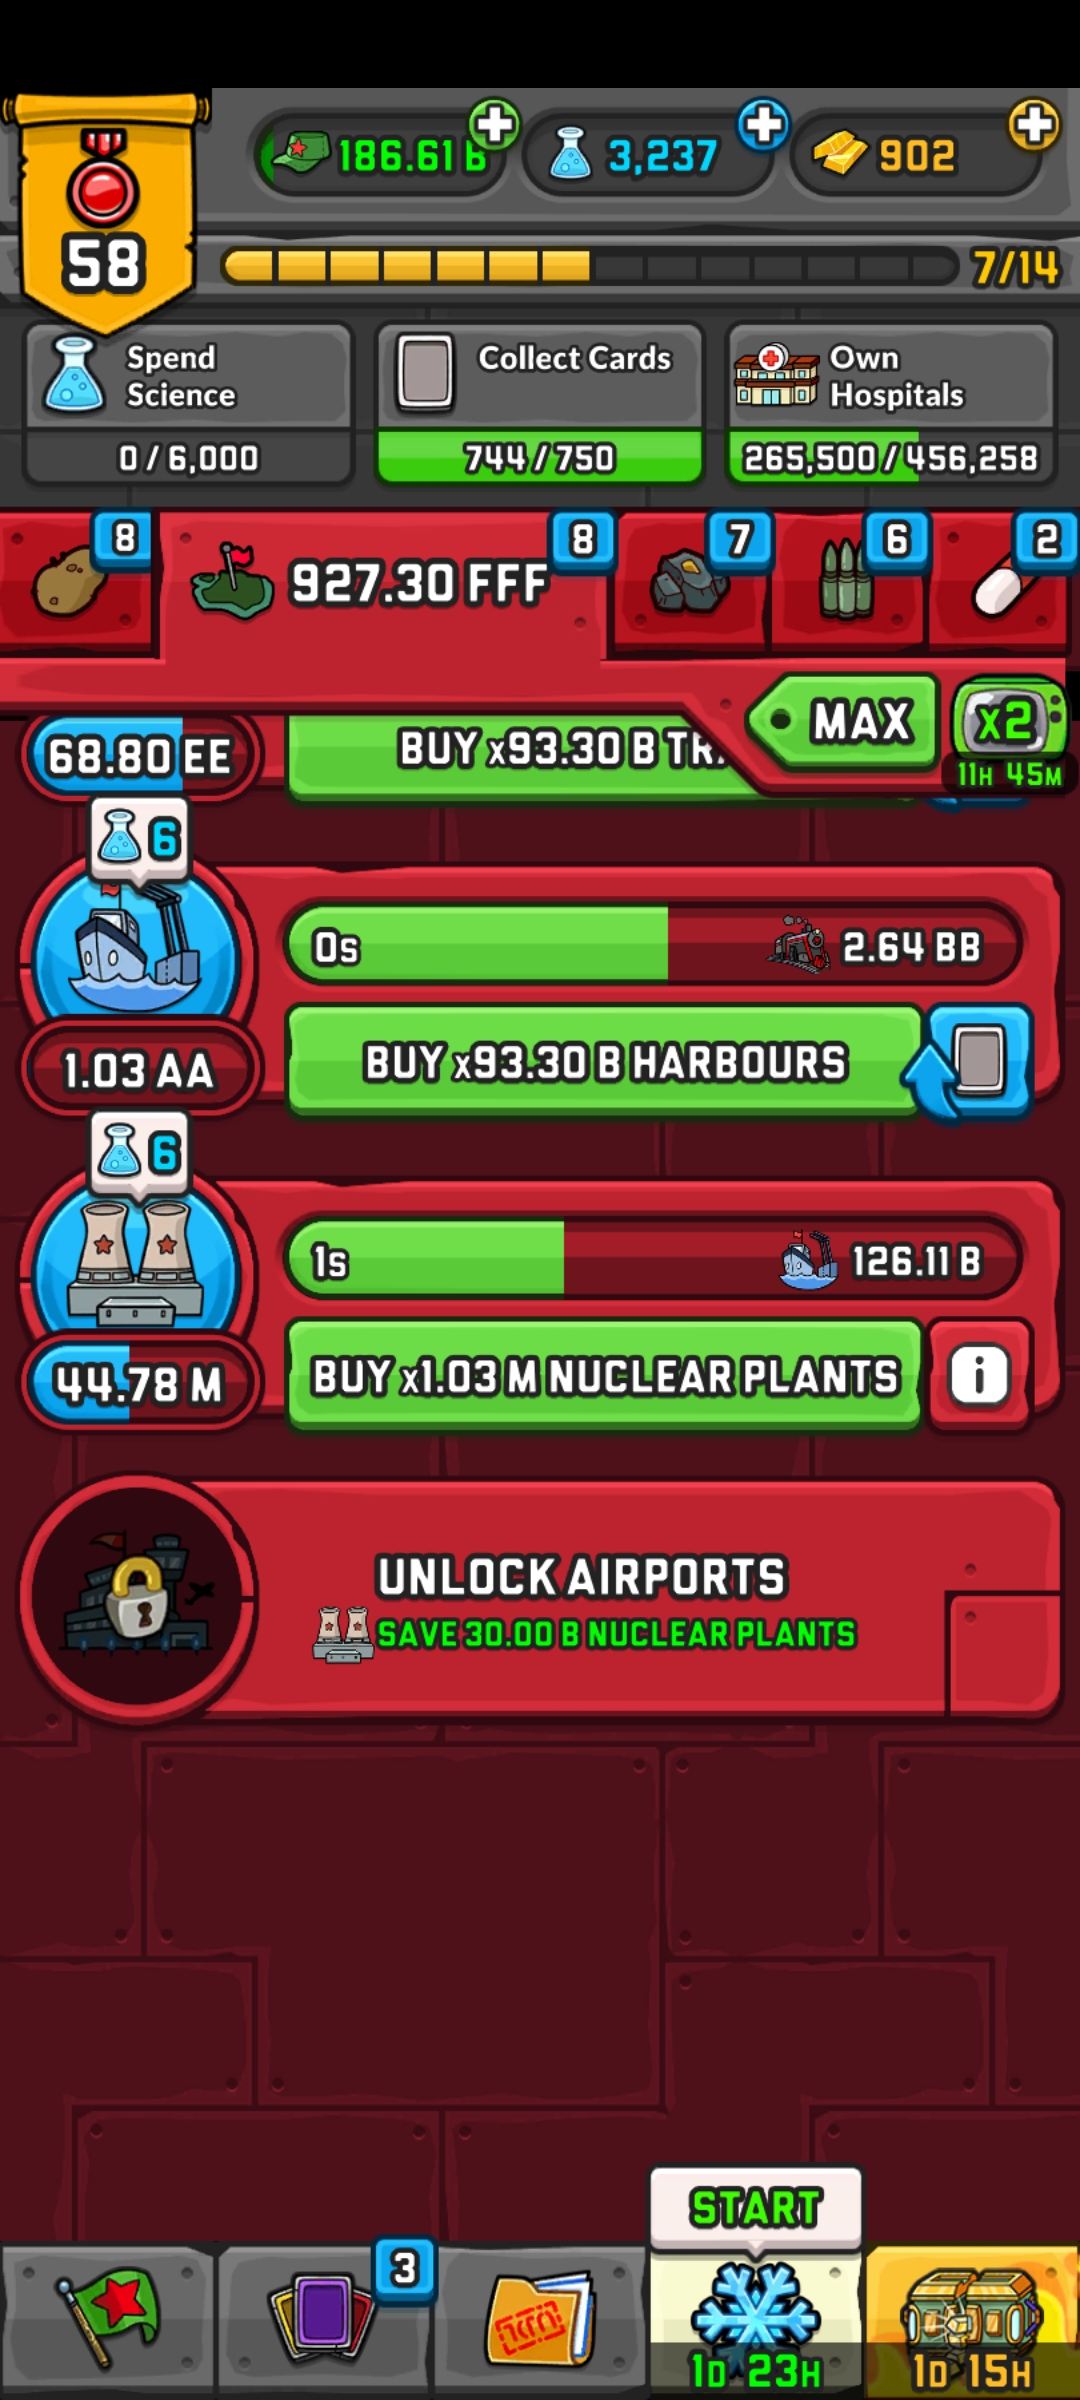 58
186.61 B
3,237
902
7/14
Spend
Science
0 / 6,000
Collect Cards
744 / 750
Own
Hospitals
265,500 / 456,258
8
927.30 FFF
8
7
6
2
MAX
x2
11H 45M
68.80 EE
BUY x93.30 B
6
0s
2.64 BB
1.03 AA
BUY x93.30 B HARBOURS
6
1s
126.11 B
44.78 M
BUY x1.03 M NUCLEAR PLANTS
i
UNLOCK AIRPORTS
SAVE 30.00 B NUCLEAR PLANTS
START
3
1D 23H
1D 15H